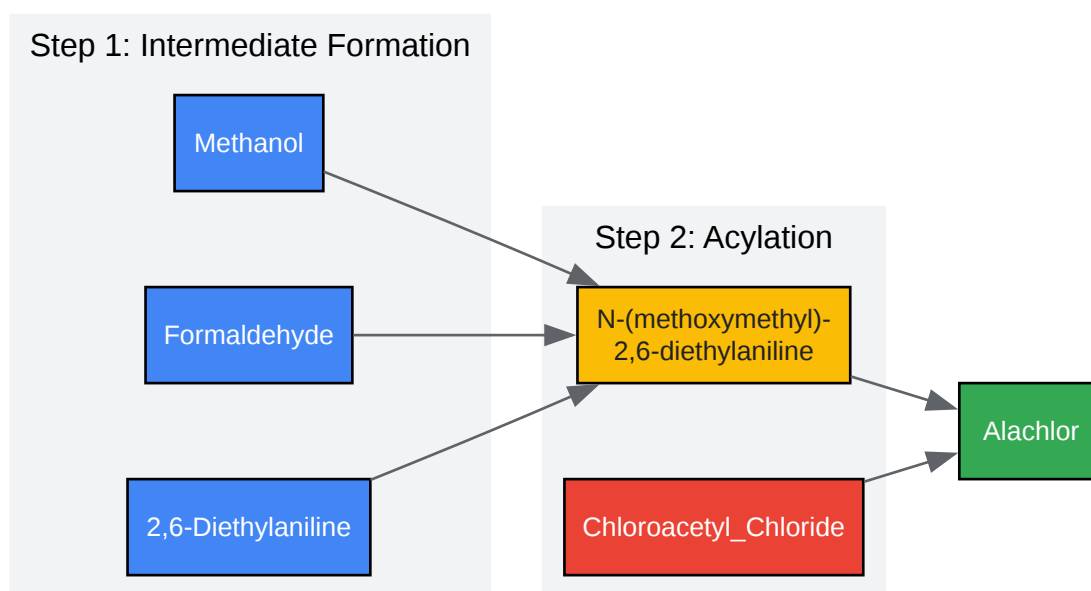 Step 1: Intermediate Formation
Methanol
Formaldehyde
2,6-Diethylaniline
Step 2: Acylation
N-(methoxymethyl)-
2,6-diethylaniline
Chloroacetyl_Chloride
Alachlor